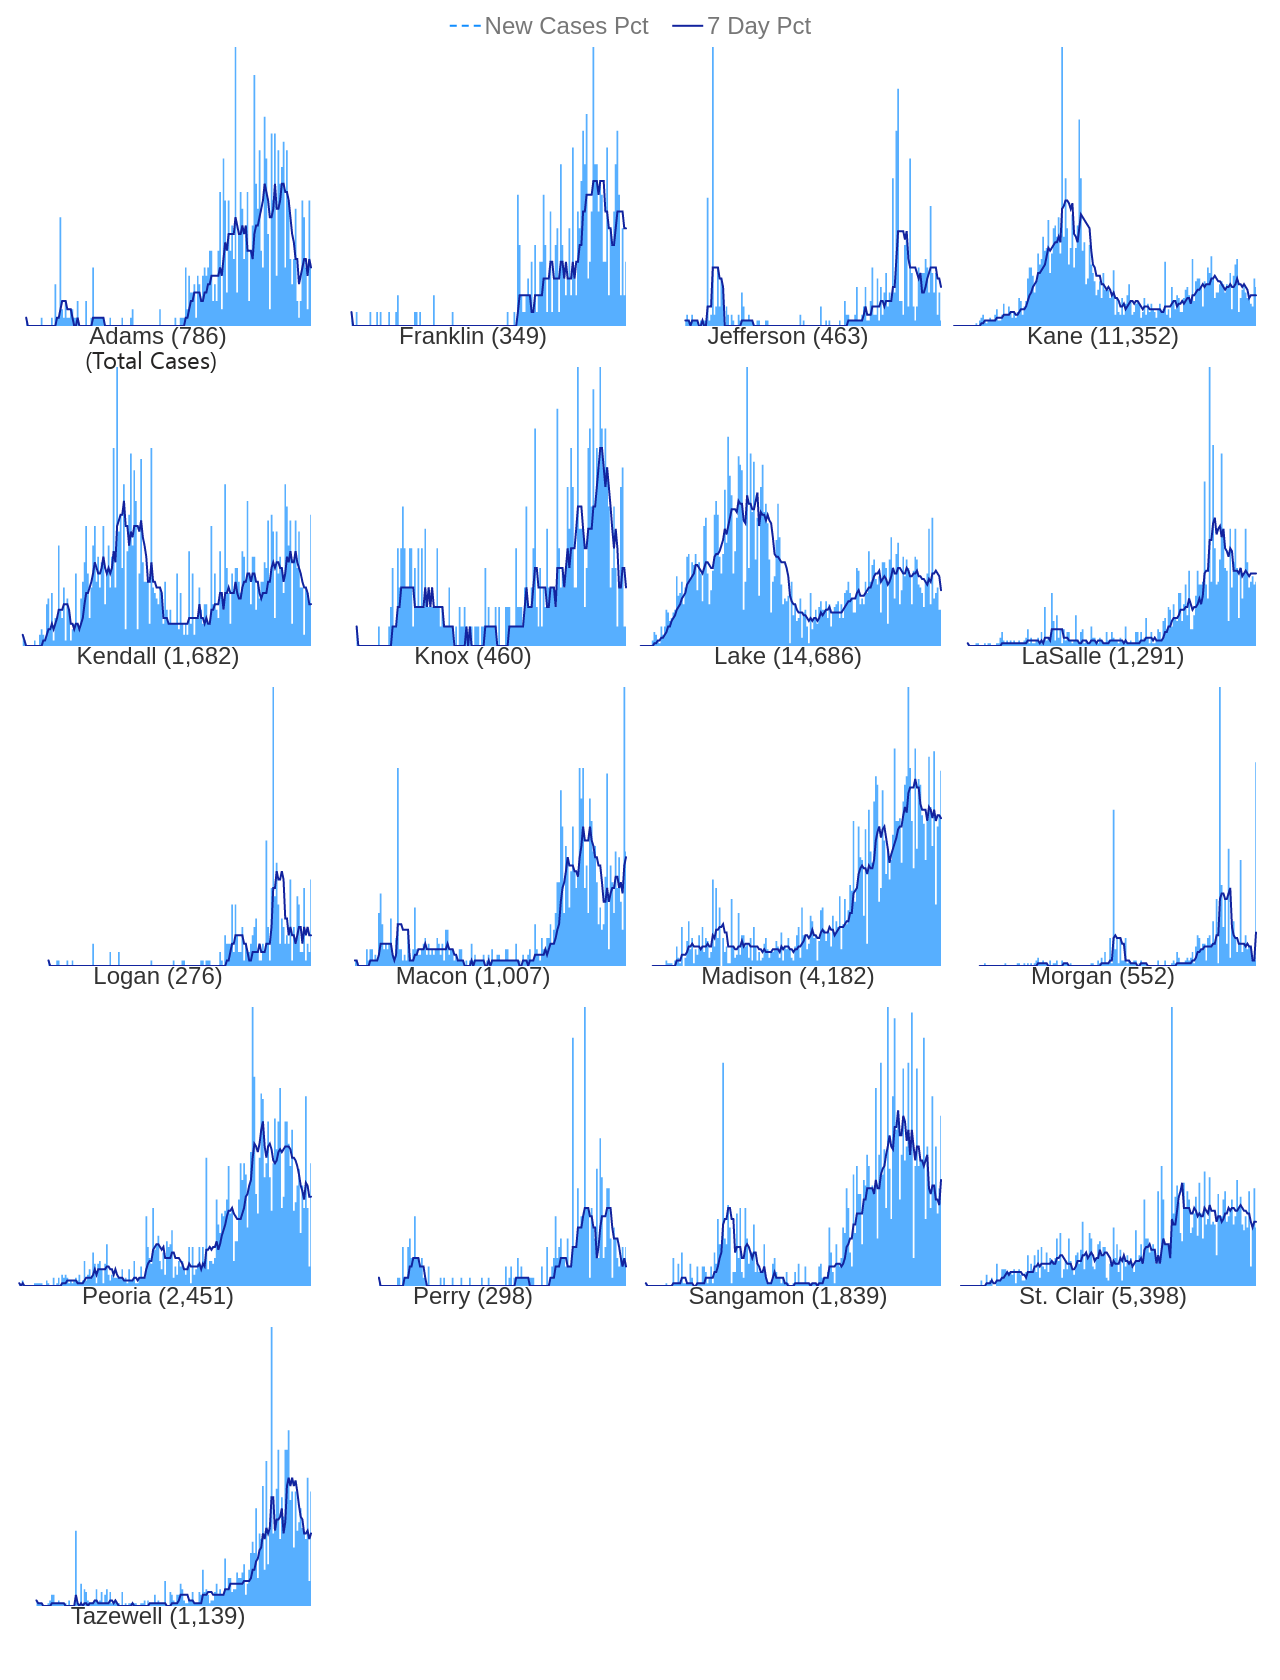 New Cases Pct 7 Day Pct
Adams (786)
(Total Cases)
Franklin (349)
Jefferson (463)
Kane (11,352)
Kendall (1,682)
Knox (460)
Lake (14,686)
LaSalle (1,291)
Logan (276)
Macon (1,007)
Madison (4,182)
Morgan (552)
Peoria (2,451)
Perry (298)
Sangamon (1,839)
St. Clair (5,398)
Tazewell (1,139)